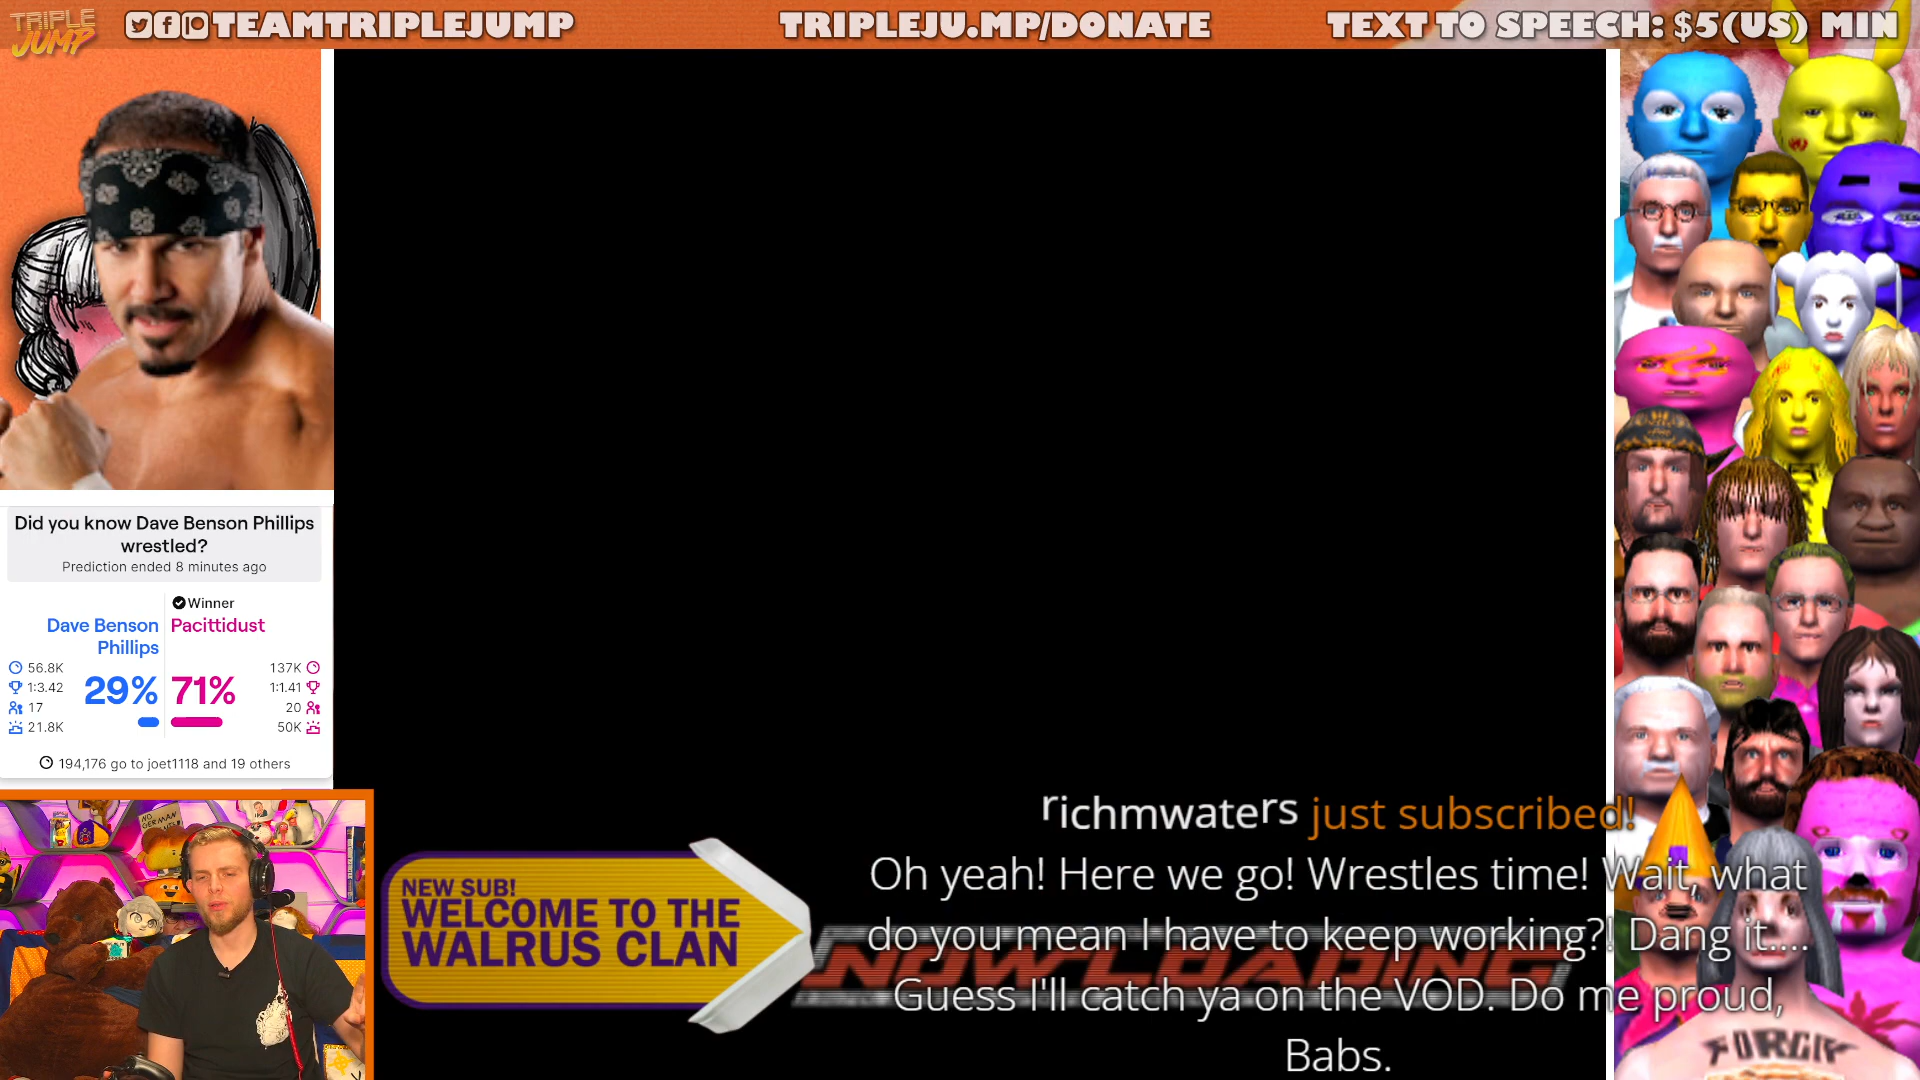 TRIPLE
JUMP
TEAMTRIPLEJUMP
TRIPLEJU.MP/DONATE
TEXT TO SPEECH: $5(US) MIN
Did you know Dave Benson Phillips
wrestled?
Prediction ended 8 minutes ago
Winner
Dave Benson
Phillips
Pacittidust
56.8K
1:3.42
17
21.8K
29%
71%
137K
1:1.41
20
50K
194,176 go to joet1118 and 19 others
NO
GERMAN
NEW SUB!
WELCOME TO THE
WALRUS CLAN
richmwaters just subscribed!
Oh yeah! Here we go! Wrestles time! Wait, what
do you mean I have to keep working?! Dang it....
Guess I'll catch ya on the VOD. Do me proud,
Babs.
NOW LOADING